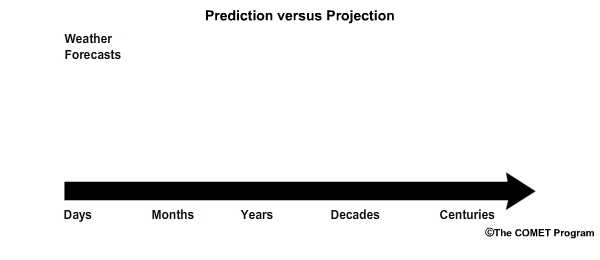 Prediction versus Projection
Weather
Forecasts
Days Months Years Decades Centuries
©The COMET Program